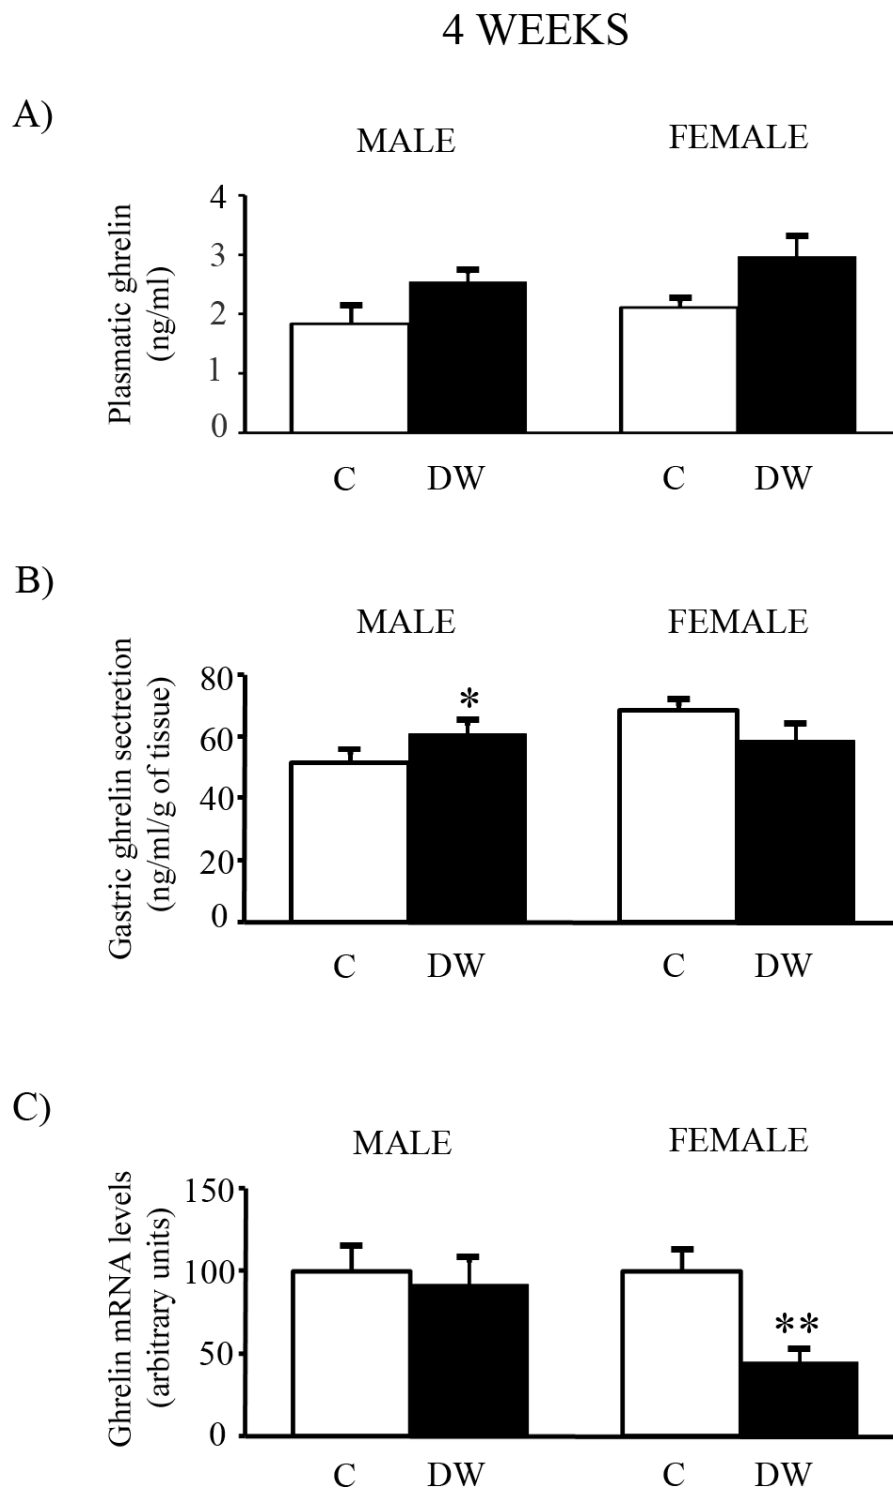 4 WEEKS
A)
MALE
FEMALE
Plasmatic ghrelin
(ng/ml)
4
3
2
1
0
C
DW
C
DW
B)
MALE
FEMALE
Gastric ghrelin sectretion
(ng/ml/g of tissue)
80
60
40
20
0
*
C
DW
C
DW
C)
MALE
FEMALE
Ghrelin mRNA levels
(arbitrary units)
150
100
50
0
**
C
DW
C
DW